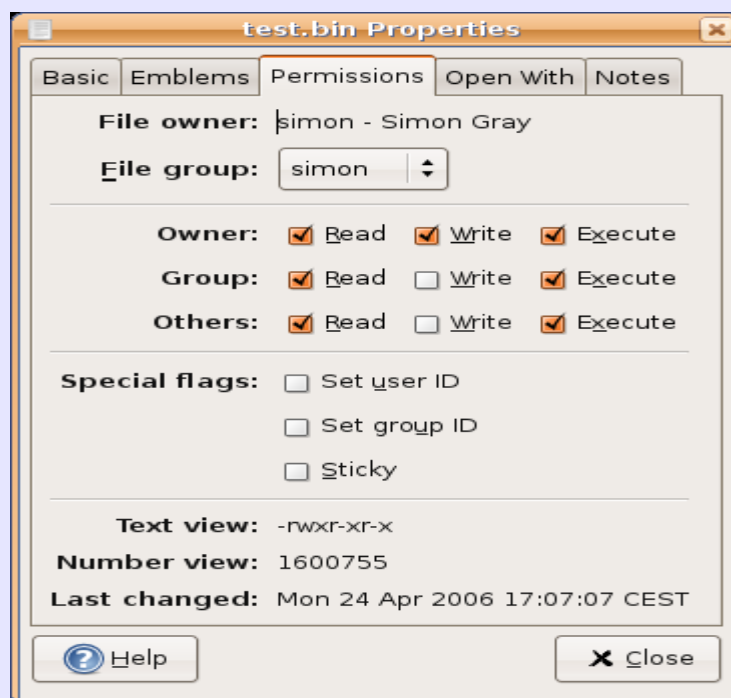 test.bin Properties
Basic Emblems Permissions Open With Notes
File owner: simon - Simon Gray
File group: simon
Owner: Read Write Execute
Group: Read Write Execute
Others: Read Write Execute
Special flags: Set user ID
Set group ID
Sticky
Text view: -rwxr-xr-x
Number view: 1600755
Last changed: Mon 24 Apr 2006 17:07:07 CEST
Help Close